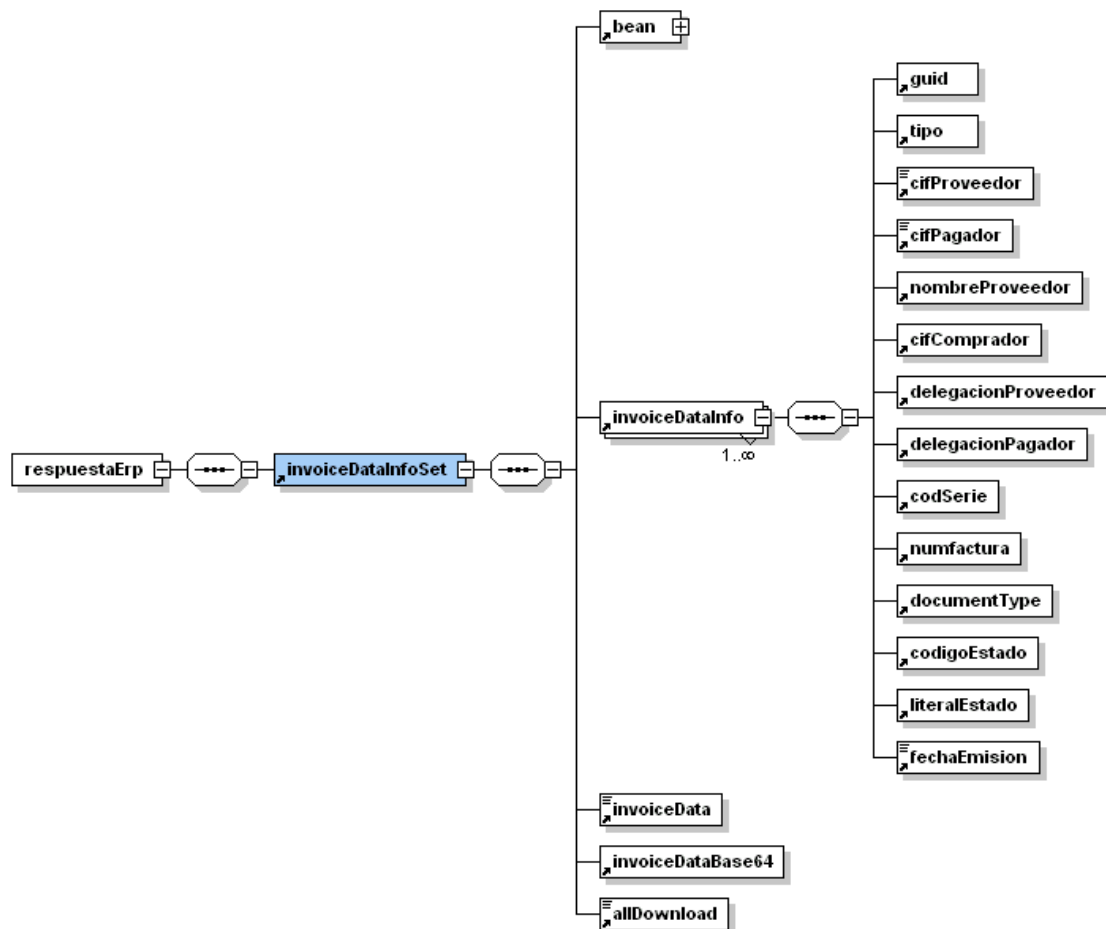 bean
guid
tipo
cifProveedor
cifPagador
nombreProveedor
cifComprador
delegacionProveedor
invoiceDataInfo
1..∞
delegacionPagador
respuestaErp
invoiceDataInfoSet
codSerie
numfactura
documentType
codigoEstado
literalEstado
fechaEmision
invoiceData
invoiceDataBase64
allDownload